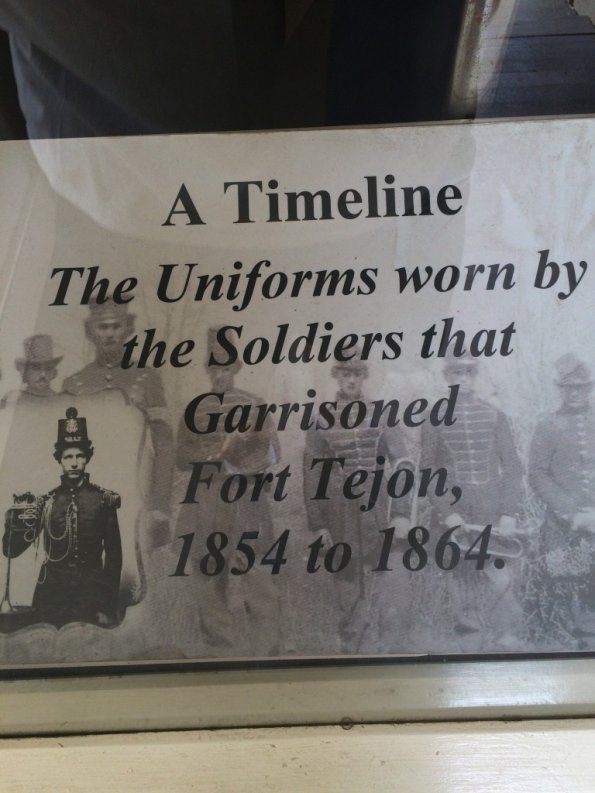 A Timeline
The Uniforms worn by
the Soldiers that
Garrisoned
Fort Tejon,
1854 to 1864.